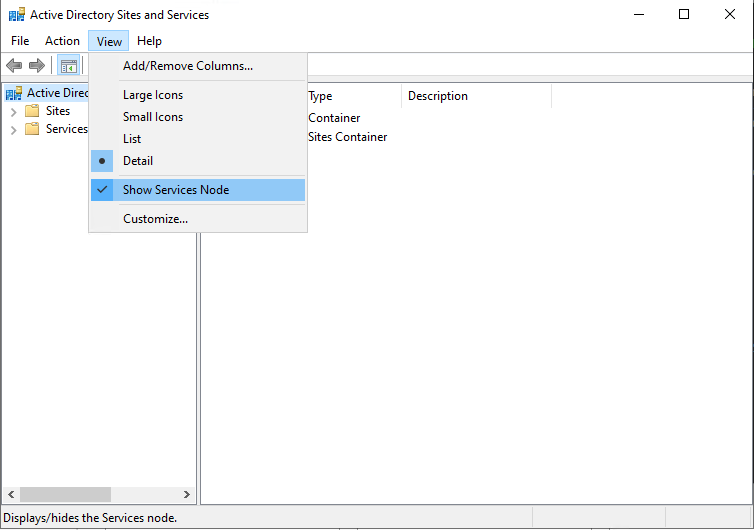 Active Directory Sites and Services
File Action View Help
Add/Remove Columns...
Large Icons
Small Icons
List
Detail
Show Services Node
Customize...
Active Direc
Sites
Services
Type Description
Container
Sites Container
Displays/hides the Services node.